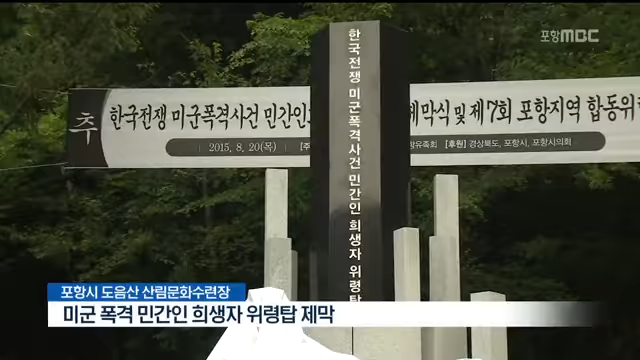 포항MBC
추 한국전쟁 미군폭격사건 민간인 제막식 및 제7회 포항지역 합동위령
2015. 8. 20(목)
유족회 [후원] 경상북도, 포항시, 포항시의회
한국전쟁 미군폭격사건 민간인 희생자 위령탑
포항시 도음산 산림문화수련장
미군 폭격 민간인 희생자 위령탑 제막